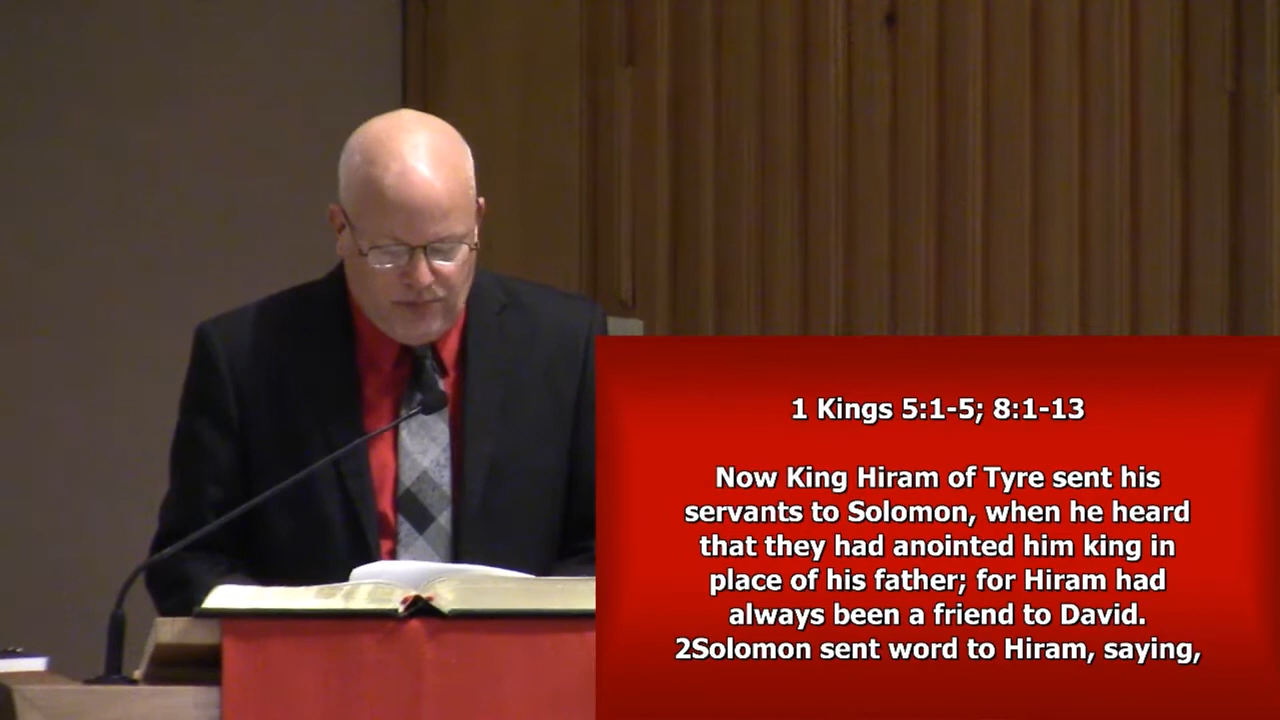 1 Kings 5:1-5; 8:1-13
Now King Hiram of Tyre sent his
servants to Solomon, when he heard
that they had anointed him king in
place of his father; for Hiram had
always been a friend to David.
2Solomon sent word to Hiram, saying,